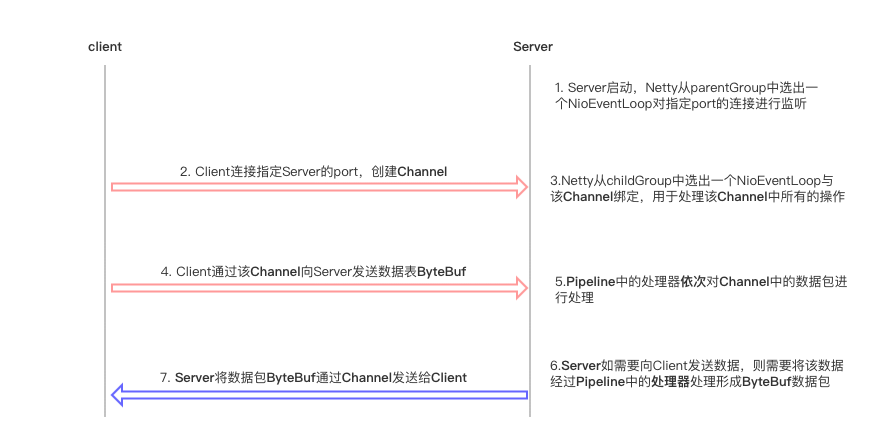 client
Server
1. Server启动，Netty从parentGroup中选出一
个NioEventLoop对指定port的连接进行监听
2. Client连接指定Server的port，创建Channel
3.Netty从childGroup中选出一个NioEventLoop与
该Channel绑定，用于处理该Channel中所有的操作
4. Client通过该Channel向Server发送数据表ByteBuf
5.Pipeline中的处理器依次对Channel中的数据包进
行处理
6.Server如需要向Client发送数据，则需要将该数据
经过Pipeline中的处理器处理形成ByteBuf数据包
7. Server将数据包ByteBuf通过Channel发送给Client